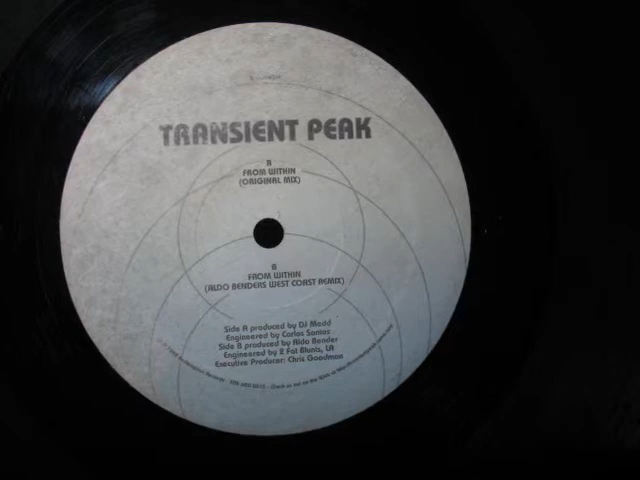 TRANSIENT PEAK
A
FROM WITHIN
(ORIGINAL MIX)
B
FROM WITHIN
(ALDO BENDERS WEST COAST REMIX)
Side A produced by DJ Madd
Engineered by Carlos Santos
Side B produced by Aldo Bender
Engineered by 2 Fat Blunts, LA
Executive Producer: Chris Goodman
Records